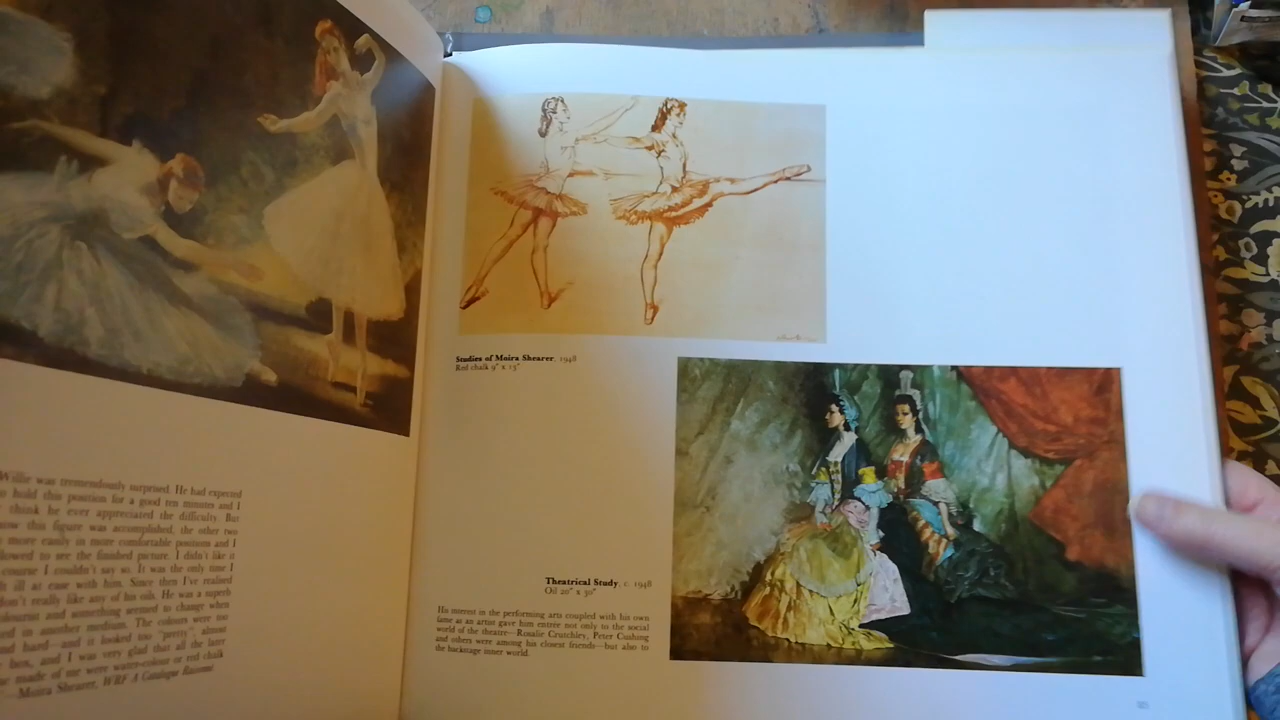 Willie was tremendously surprised. He had expected
hold this position for a good ten minutes and I
think he ever appreciated the difficulty. But
how this figure was accomplished, the other two
more easily in more comfortable positions and I
lowed to see the finished picture. I didn't like it
course I couldn't say so. It was the only time I
ill at ease with him. Since then I've realised
don't really like any of his oils. He was a superb
colourist and something seemed to change when
in another medium. The colours were too
hard—and it looked too "pretty", almost
box, and I was very glad that all the later
made of me were water-colour or red chalk
Moira Shearer, WRF A Catalogue Raisonné
Studies of Moira Shearer, 1948
Red chalk 9" x 13"
Theatrical Study, c. 1948
Oil 20" x 30"
His interest in the performing arts coupled with his own
fame as an artist gave him entrée not only to the social
world of the theatre—Rosalie Crutchley, Peter Cushing
and others were among his closest friends—but also to
the backstage inner world.